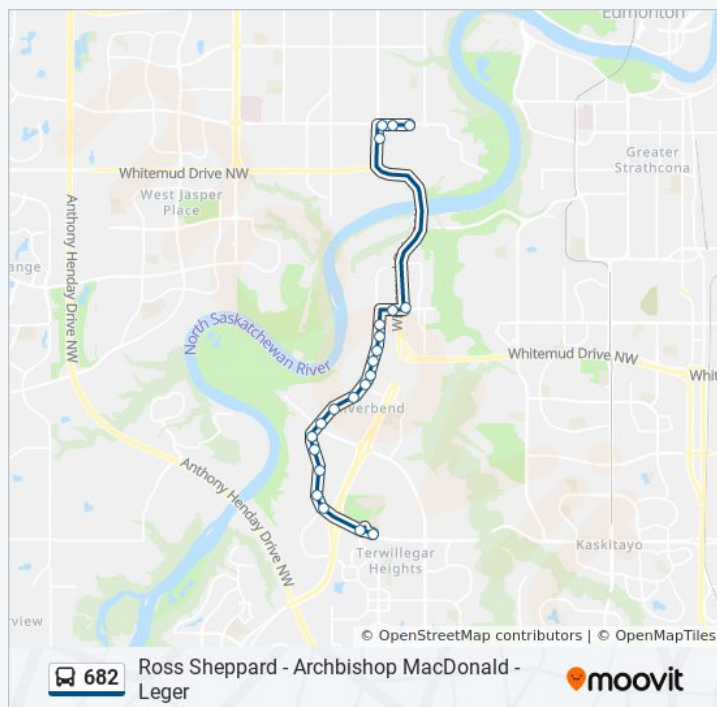 Edmonton
Whitemud Drive NW
West Jasper
Place
Greater
Strathcona
Anthony Henday Drive NW
ange
North Saskatchewan River
W
Whitemud Drive NW
Whit
verbend
Anthony Henday Drive NW
Terwillegar
Heights
Kaskitayo
rview
© OpenStreetMap contributors | © OpenMapTiles
682
Ross Sheppard - Archbishop MacDonald -
Leger
moovit